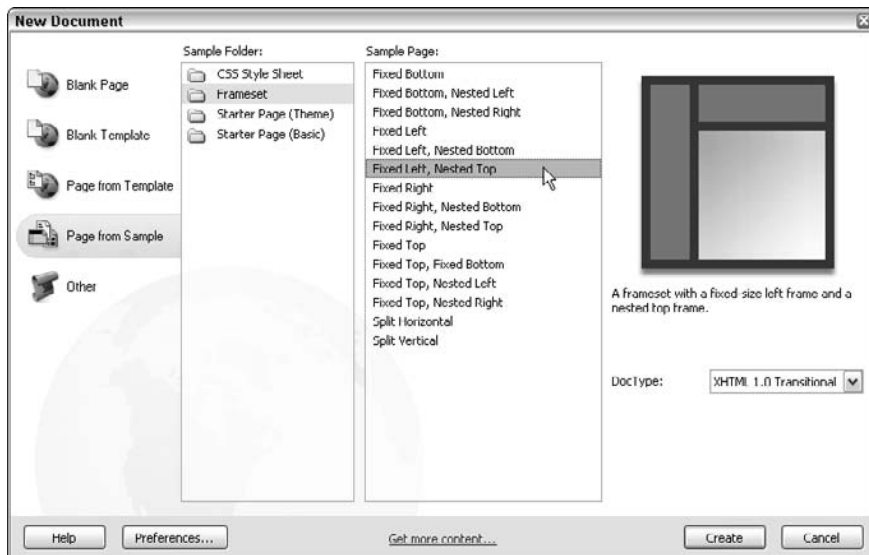 New Document
Blank Page
Blank Template
Page from Template
Page from Sample
Other
Sample Folder:
CSS Style Sheet
Frameset
Starter Page (Theme)
Starter Page (Basic)
Sample Page:
Fixed Bottom
Fixed Bottom, Nested Left
Fixed Bottom, Nested Right
Fixed Left
Fixed Left, Nested Bottom
Fixed Left, Nested Top
Fixed Right
Fixed Right, Nested Bottom
Fixed Right, Nested Top
Fixed Top
Fixed Top, Fixed Bottom
Fixed Top, Nested Left
Fixed Top, Nested Right
Split Horizontal
Split Vertical
A frameset with a fixed-size left frame and a
nested top frame.
DocType:
XHTML 1.0 Transitional
Help
Preferences...
Get more content...
Create
Cancel